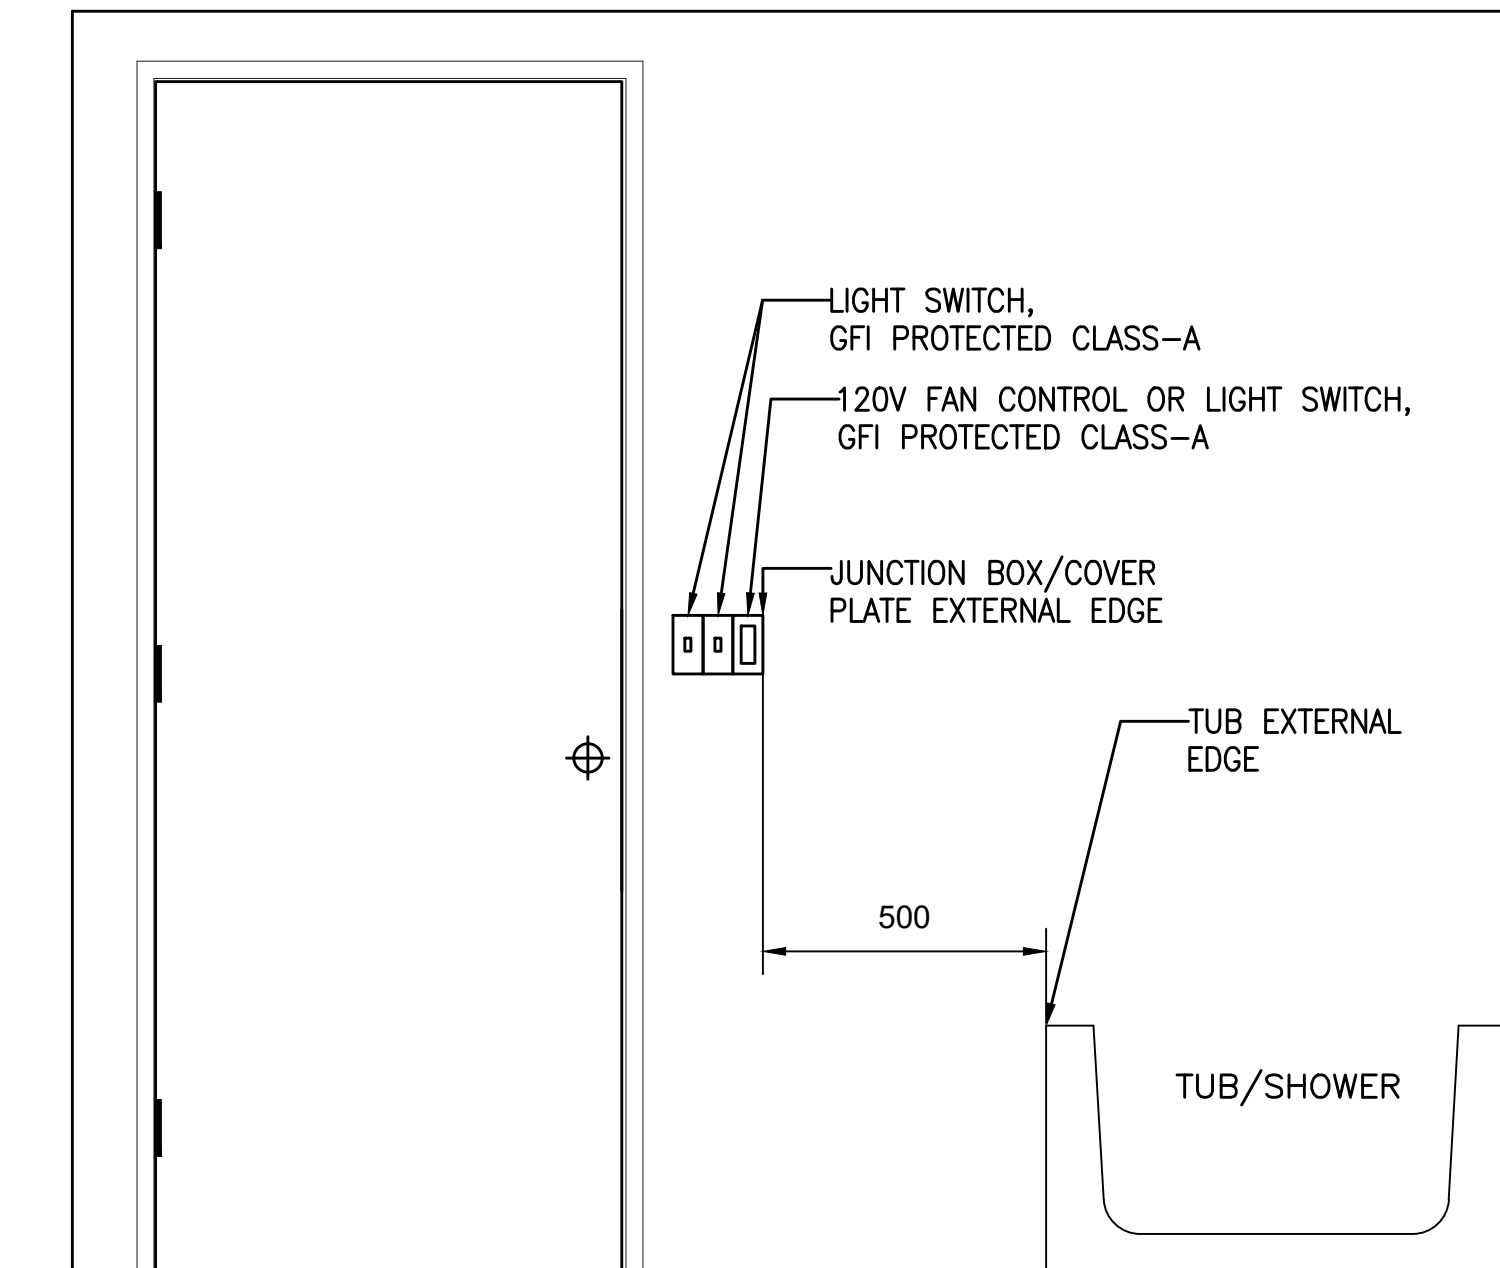 LIGHT SWITCH,
GFI PROTECTED CLASS-A
120V FAN CONTROL OR LIGHT SWITCH,
GFI PROTECTED CLASS-A
JUNCTION BOX/COVER
PLATE EXTERNAL EDGE
TUB EXTERNAL
EDGE
500
TUB/SHOWER